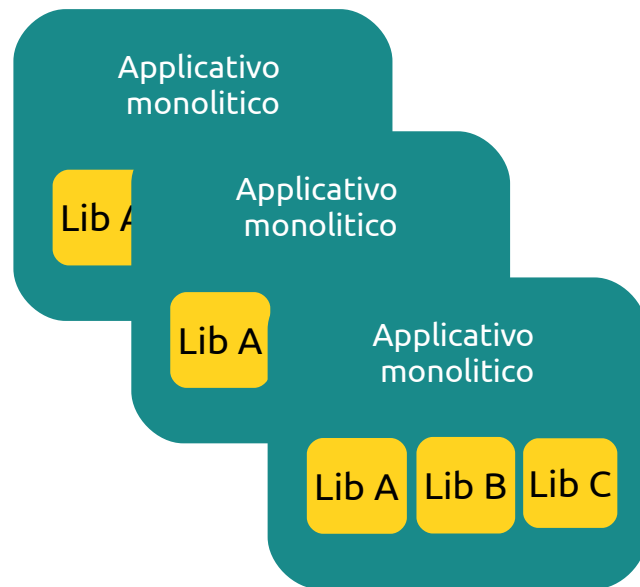 Applicativo
monolitico
Lib A
Applicativo
monolitico
Lib A
Applicativo
monolitico
Lib A
Lib B
Lib C